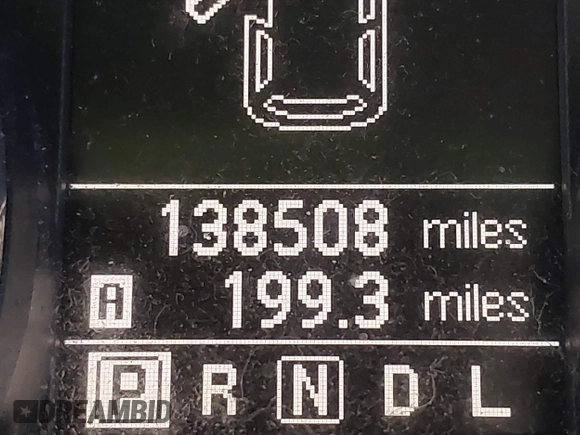 138508 miles
A 199.3 miles
P R N D L
DREAMBID